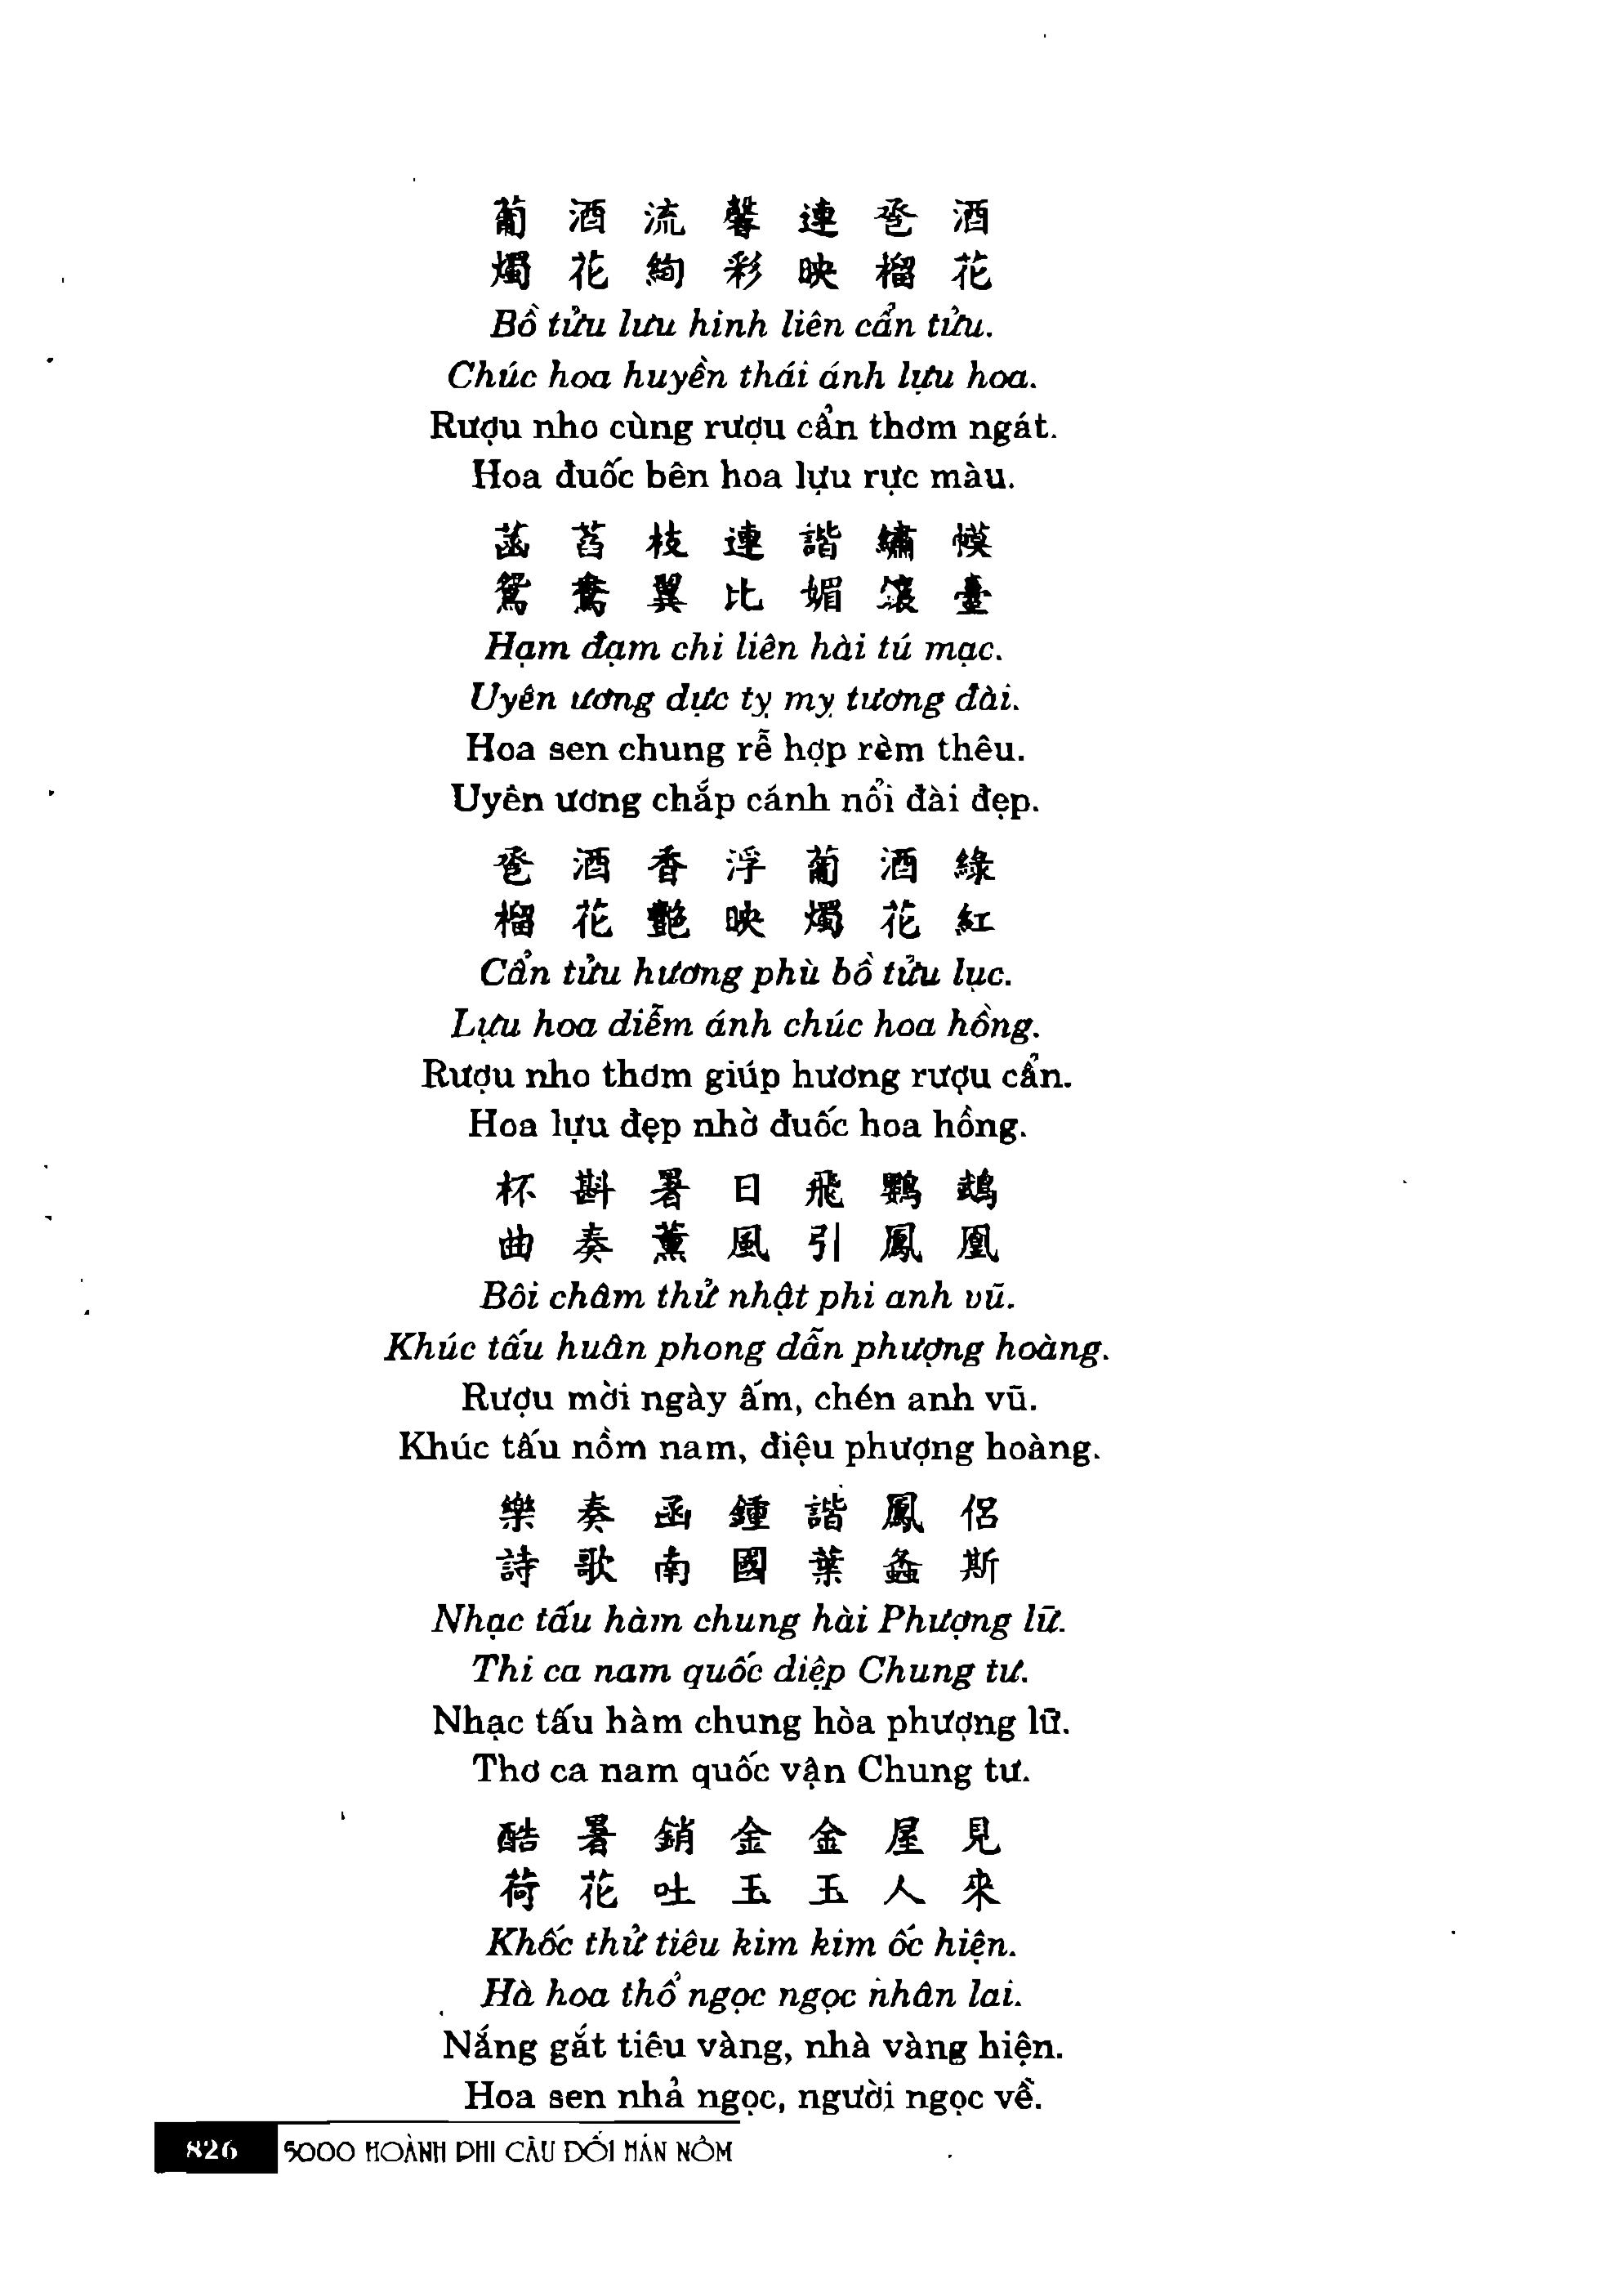 葡酒流馨連卺酒
燭花絢彩映榴花
Bồ tửu lưu hinh liên cẩn tửu.
Chúc hoa huyền thái ánh lựu hoa.
Rượu nho cùng rượu cẩn thơm ngát.
Hoa đuốc bên hoa lựu rực màu.
菡萏枝連諧繡幙
鴛鴦翼比媚馕臺
Hạm đạm chi liên hài tú mạc.
Uyên ương dực tỵ mỵ tương đài.
Hoa sen chung rễ hợp rèm thêu.
Uyên ương chắp cánh nổi đài đẹp.
卺酒香浮葡酒綠
榴花艷映燭花紅
Cẩn tửu hương phù bồ tửu lục.
Lựu hoa diễm ánh chúc hoa hồng.
Rượu nho thơm giúp hương rượu cẩn.
Hoa lựu đẹp nhờ đuốc hoa hồng.
杯斟暑日飛鸚鵡
曲奏薰風引鳳凰
Bôi châm thử nhật phi anh vũ.
Khúc tấu huân phong dẫn phượng hoàng.
Rượu mời ngày ấm, chén anh vũ.
Khúc tấu nồm nam, điệu phượng hoàng.
樂奏函鍾諧鳳侶
詩歌南國葉螽斯
Nhạc tấu hàm chung hài Phượng lữ.
Thi ca nam quốc diệp Chung tư.
Nhạc tấu hàm chung hòa phượng lữ.
Thơ ca nam quốc vận Chung tư.
酷暑銷金金屋見
荷花吐玉玉人來
Khốc thử tiêu kim kim ốc hiện.
Hà hoa thổ ngọc ngọc nhân lai.
Nắng gắt tiêu vàng, nhà vàng hiện.
Hoa sen nhả ngọc, người ngọc về.
826 5000 HOÀNH PHI CÂU ĐỐI HÁN NÔM